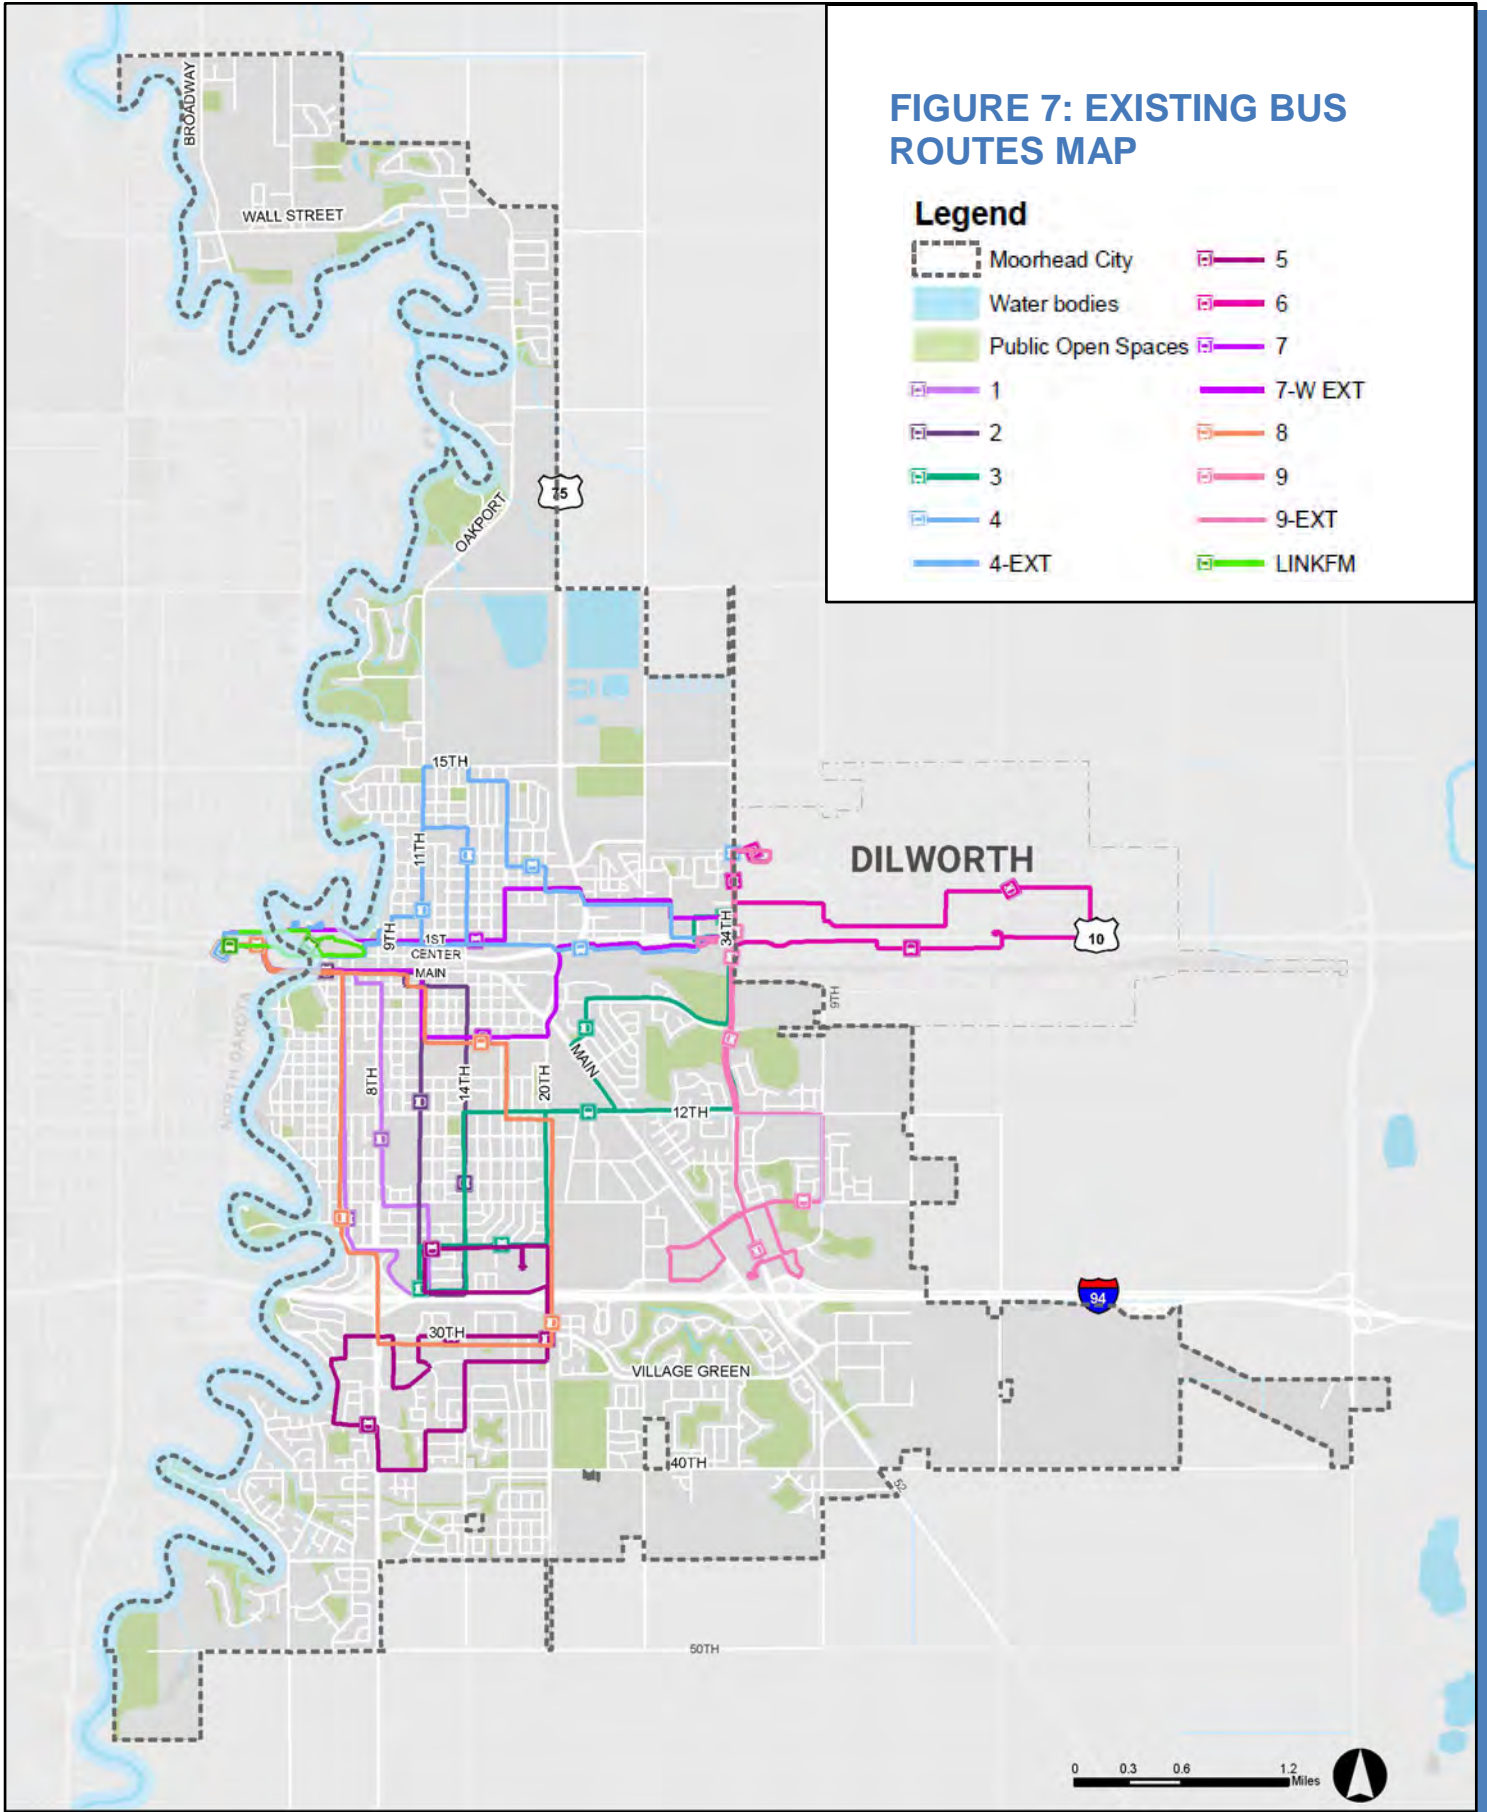 FIGURE 7: EXISTING BUS
ROUTES MAP
Legend
Moorhead City
Water bodies
Public Open Spaces
1
2
3
4
4-EXT
5
6
7
7-W EXT
8
9
9-EXT
LINKFM
BROADWAY
WALL STREET
75
OAKPORT
15TH
11TH
DILWORTH
9TH
1ST
CENTER
MAIN
34TH
10
9TH
NORTH DAKOTA
MAIN
8TH
14TH
20TH
12TH
94
30TH
VILLAGE GREEN
40TH
52
50TH
0 0.3 0.6 1.2
Miles